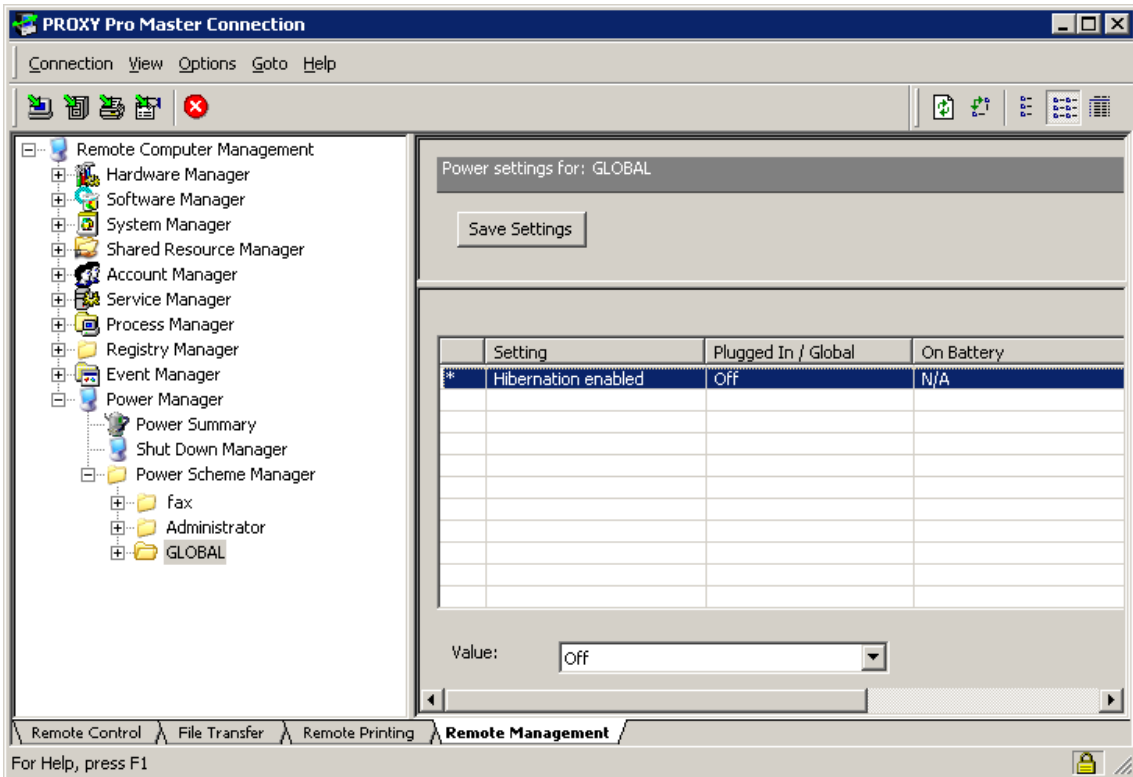 PROXY Pro Master Connection
Connection View Options Goto Help
Remote Computer Management
Hardware Manager
Software Manager
System Manager
Shared Resource Manager
Account Manager
Service Manager
Process Manager
Registry Manager
Event Manager
Power Manager
Power Summary
Shut Down Manager
Power Scheme Manager
fax
Administrator
GLOBAL
Power settings for: GLOBAL
Save Settings
Setting Plugged In / Global On Battery
* Hibernation enabled Off N/A
Value: Off
Remote Control File Transfer Remote Printing Remote Management
For Help, press F1